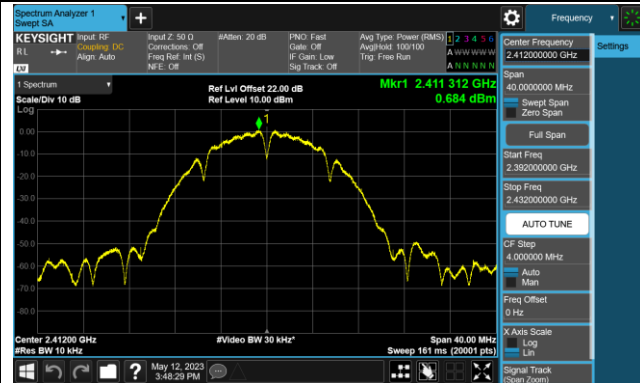 Spectrum Analyzer 1
Swept SA
Frequency
KEYSIGHT
RL
Input: RF
Coupling: DC
Align: Auto
Input Z: 50 Ω
Corrections: Off
Freq Ref: Int (S)
NFE: Off
#Atten: 20 dB
PNO: Fast
Gate: Off
IF Gain: Low
Sig Track: Off
Avg Type: Power (RMS)
Avg|Hold: 100/100
Trig: Free Run
1 2 3 4 5 6
A W W W W W
A N N N N N
LXI
1 Spectrum
Scale/Div 10 dB
Log
Ref Lvl Offset 22.00 dB
Ref Level 10.00 dBm
Mkr1 2.411 312 GHz
0.684 dBm
1
0.00
-10.0
-20.0
-30.0
-40.0
-50.0
-60.0
-70.0
-80.0
Center 2.41200 GHz
#Res BW 10 kHz
#Video BW 30 kHz*
Span 40.00 MHz
Sweep 161 ms (20001 pts)
May 12, 2023
3:48:29 PM
Center Frequency
2.412000000 GHz
Span
40.0000000 MHz
Swept Span
Zero Span
Full Span
Start Freq
2.392000000 GHz
Stop Freq
2.432000000 GHz
AUTO TUNE
CF Step
4.000000 MHz
Auto
Man
Freq Offset
0 Hz
X Axis Scale
Log
Lin
Signal Track
(Span Zoom)
Settings